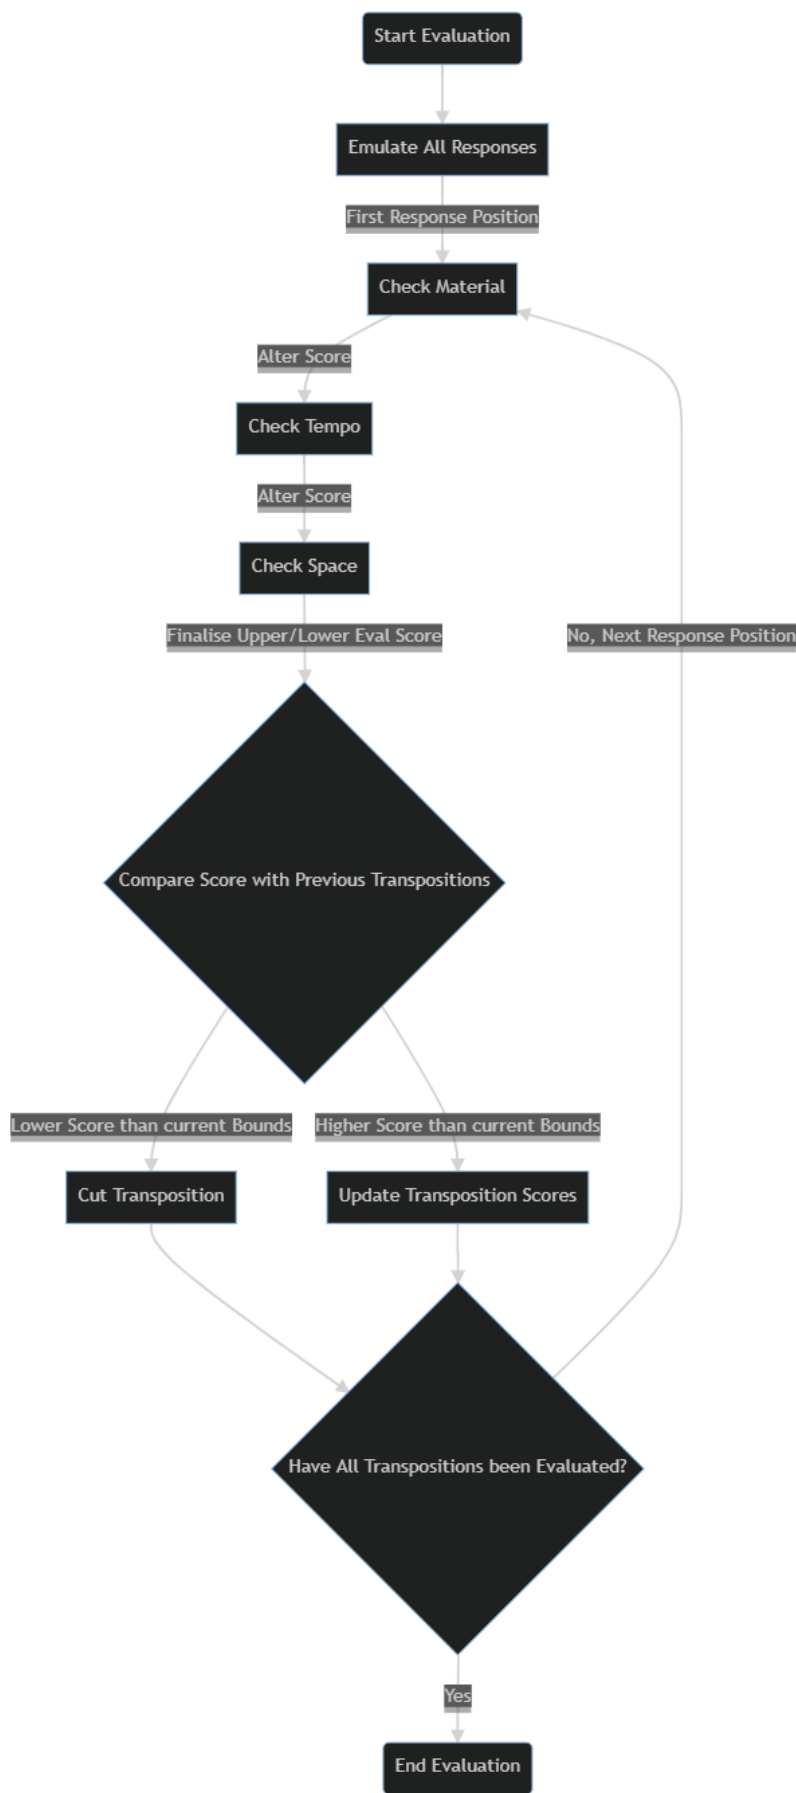 Start Evaluation
Emulate All Responses
First Response Position
Check Material
Alter Score
Check Tempo
Alter Score
Check Space
Finalise Upper/Lower Eval Score
No, Next Response Position
Compare Score with Previous Transpositions
Lower Score than current Bounds
Higher Score than current Bounds
Cut Transposition
Update Transposition Scores
Have All Transpositions been Evaluated?
Yes
End Evaluation